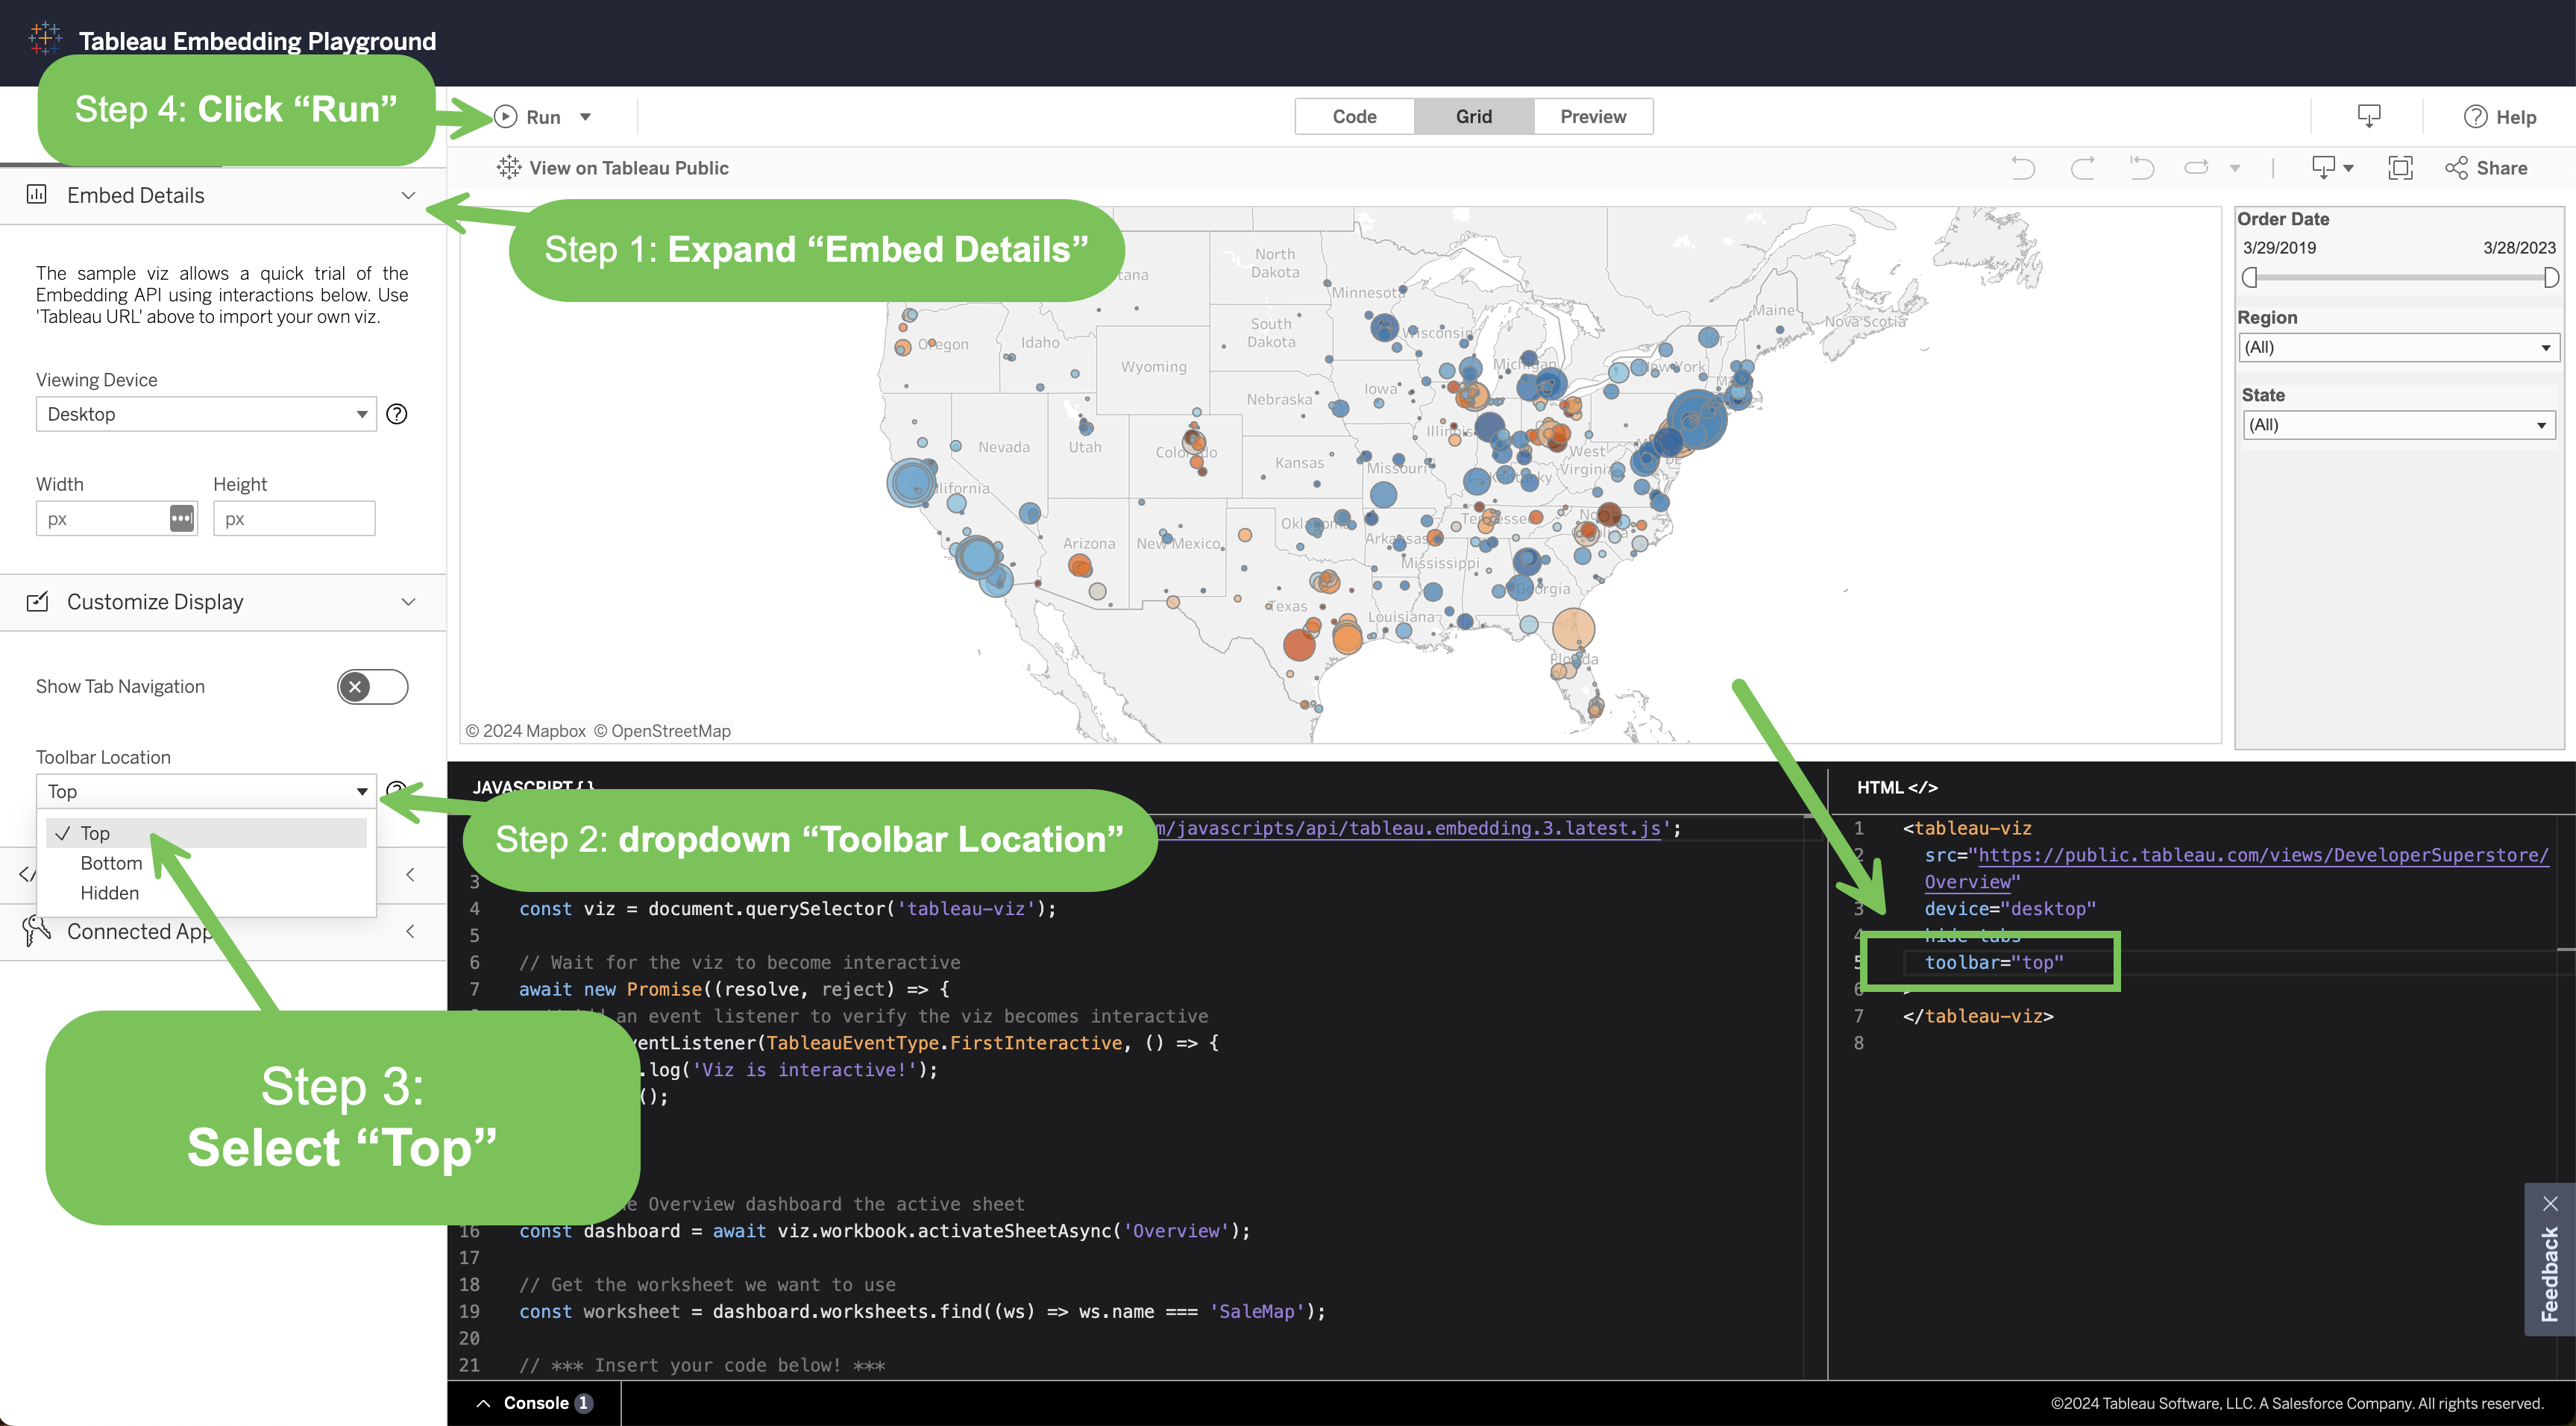 Tableau Embedding Playground
Step 4: Click “Run”
Run
Code
Grid
Preview
Help
View on Tableau Public
Share
Embed Details
Step 1: Expand “Embed Details”
The sample viz allows a quick trial of the
Embedding API using interactions below. Use
'Tableau URL' above to import your own viz.
Viewing Device
Desktop
Width
Height
px
px
Customize Display
Show Tab Navigation
Toolbar Location
Top
Top
Bottom
Hidden
Connected App
Step 2: dropdown “Toolbar Location”
Step 3:
Select “Top”
North
Dakota
Minnesota
Maine
Nova Scotia
South
Dakota
Wisconsin
Oregon
Idaho
Wyoming
Michigan
New York
Iowa
Nebraska
Nevada
Utah
Colorado
Illinois
West
Virginia
Kansas
Missouri
Kentucky
California
Oklahoma
Tennessee
Arizona
New Mexico
Arkansas
Mississippi
Georgia
Texas
Louisiana
Florida
© 2024 Mapbox © OpenStreetMap
Order Date
3/29/2019
3/28/2023
Region
(All)
State
(All)
JAVASCRIPT { }
m/javascripts/api/tableau.embedding.3.latest.js';
3
4 const viz = document.querySelector('tableau-viz');
5
6 // Wait for the viz to become interactive
7 await new Promise((resolve, reject) => {
an event listener to verify the viz becomes interactive
ventListener(TableauEventType.FirstInteractive, () => {
.log('Viz is interactive!');
();
e Overview dashboard the active sheet
16 const dashboard = await viz.workbook.activateSheetAsync('Overview');
17
18 // Get the worksheet we want to use
19 const worksheet = dashboard.worksheets.find((ws) => ws.name === 'SaleMap');
20
21 // *** Insert your code below! ***
HTML </>
1 <tableau-viz
2 src="https://public.tableau.com/views/DeveloperSuperstore/
Overview"
3 device="desktop"
4 hide-tabs
5 toolbar="top"
6 >
7 </tableau-viz>
8
Feedback
Console 1
©2024 Tableau Software, LLC. A Salesforce Company. All rights reserved.